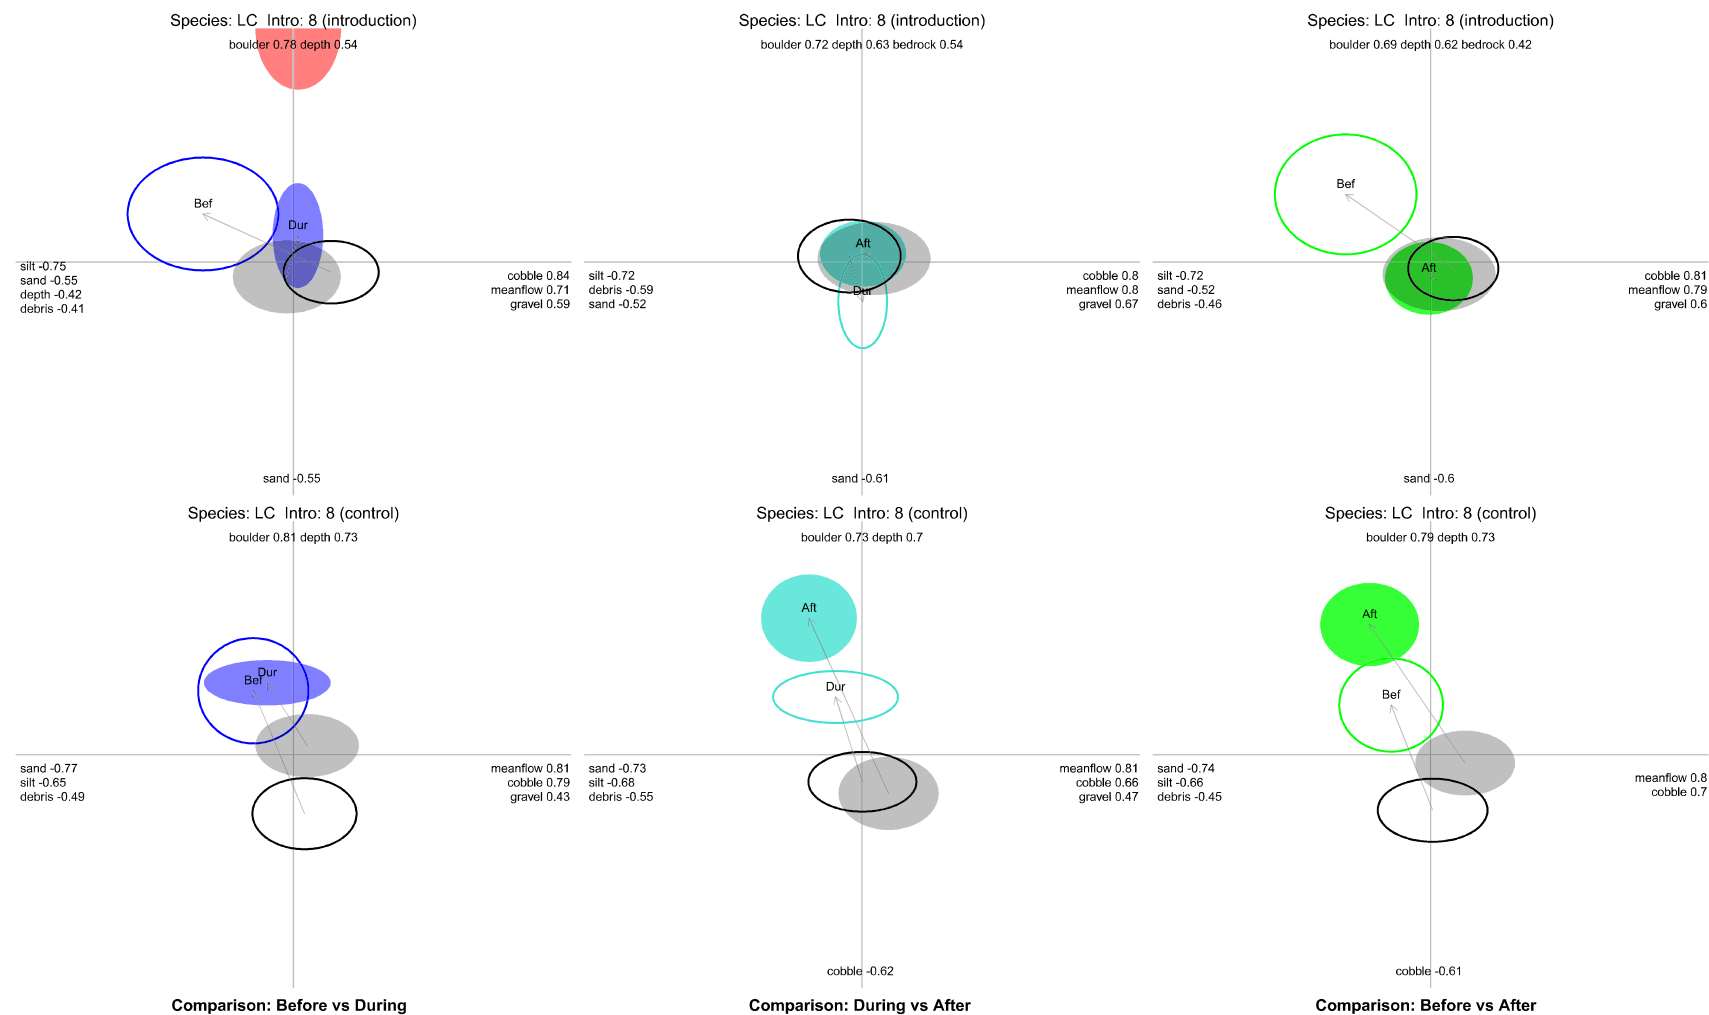 Species: LC  Intro: 8 (introduction)
boulder 0.78 depth 0.54
Bef
Dur
silt -0.75
sand -0.55
depth -0.42
debris -0.41
cobble 0.84
meanflow 0.71
gravel 0.59
sand -0.55
Species: LC  Intro: 8 (introduction)
boulder 0.72 depth 0.63 bedrock 0.54
Aft
Dur
silt -0.72
debris -0.59
sand -0.52
cobble 0.8
meanflow 0.8
gravel 0.67
sand -0.61
Species: LC  Intro: 8 (introduction)
boulder 0.69 depth 0.62 bedrock 0.42
Bef
Aft
silt -0.72
sand -0.52
debris -0.46
cobble 0.81
meanflow 0.79
gravel 0.6
sand -0.6
Species: LC  Intro: 8 (control)
boulder 0.81 depth 0.73
Dur
Bef
sand -0.77
silt -0.65
debris -0.49
meanflow 0.81
cobble 0.79
gravel 0.43
Species: LC  Intro: 8 (control)
boulder 0.73 depth 0.7
Aft
Dur
sand -0.73
silt -0.68
debris -0.55
meanflow 0.81
cobble 0.66
gravel 0.47
cobble -0.62
Species: LC  Intro: 8 (control)
boulder 0.79 depth 0.73
Aft
Bef
sand -0.74
silt -0.66
debris -0.45
meanflow 0.8
cobble 0.7
cobble -0.61
Comparison: Before vs During
Comparison: During vs After
Comparison: Before vs After